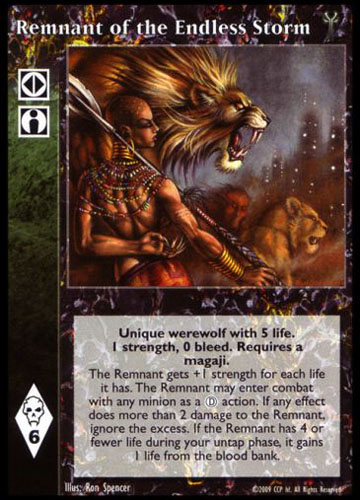 Remnant of the Endless Storm
Unique werewolf with 5 life.
1 strength, 0 bleed. Requires a
magaji.
The Remnant gets +1 strength for each life
it has. The Remnant may enter combat
with any minion as a Ⓓ action. If any effect
does more than 2 damage to the Remnant,
ignore the excess. If the Remnant has 4 or
fewer life during your untap phase, it gains
1 life from the blood bank.
6
Illus: Ron Spencer
©2009 CCP hf. All Rights Reserved